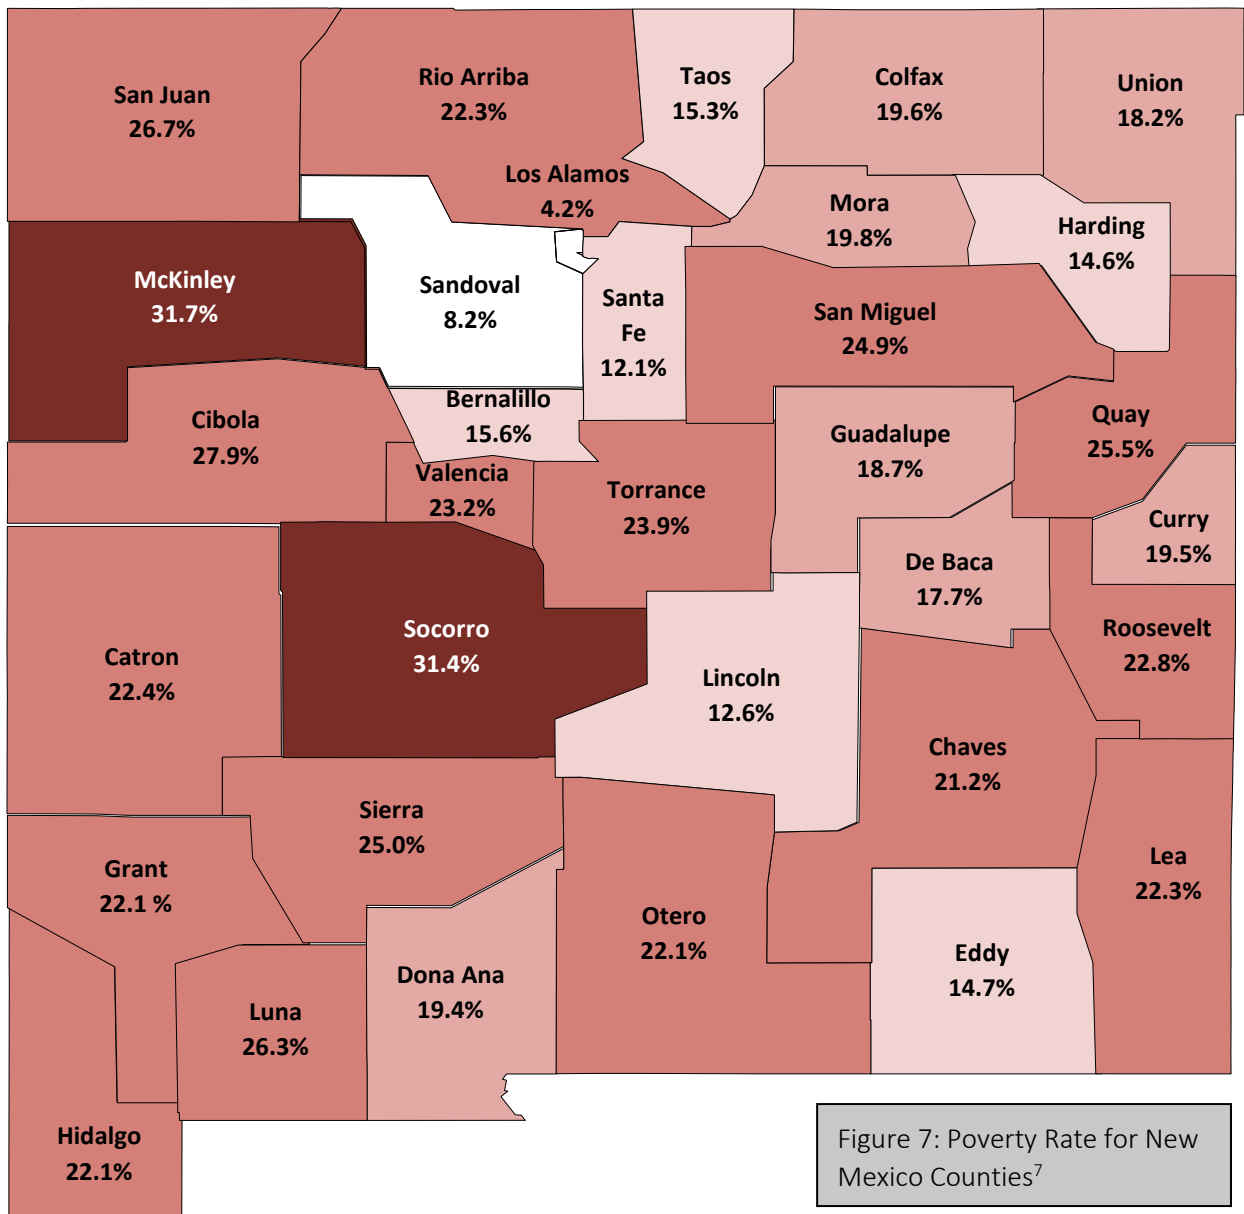 San Juan
26.7%
Rio Arriba
22.3%
Taos
15.3%
Colfax
19.6%
Union
18.2%
Los Alamos
4.2%
Mora
19.8%
Harding
14.6%
McKinley
31.7%
Sandoval
8.2%
Santa
Fe
12.1%
San Miguel
24.9%
Cibola
27.9%
Bernalillo
15.6%
Guadalupe
18.7%
Quay
25.5%
Valencia
23.2%
Torrance
23.9%
Curry
19.5%
De Baca
17.7%
Catron
22.4%
Socorro
31.4%
Lincoln
12.6%
Roosevelt
22.8%
Chaves
21.2%
Sierra
25.0%
Grant
22.1 %
Lea
22.3%
Otero
22.1%
Eddy
14.7%
Dona Ana
19.4%
Luna
26.3%
Hidalgo
22.1%
Figure 7: Poverty Rate for New
Mexico Counties⁷